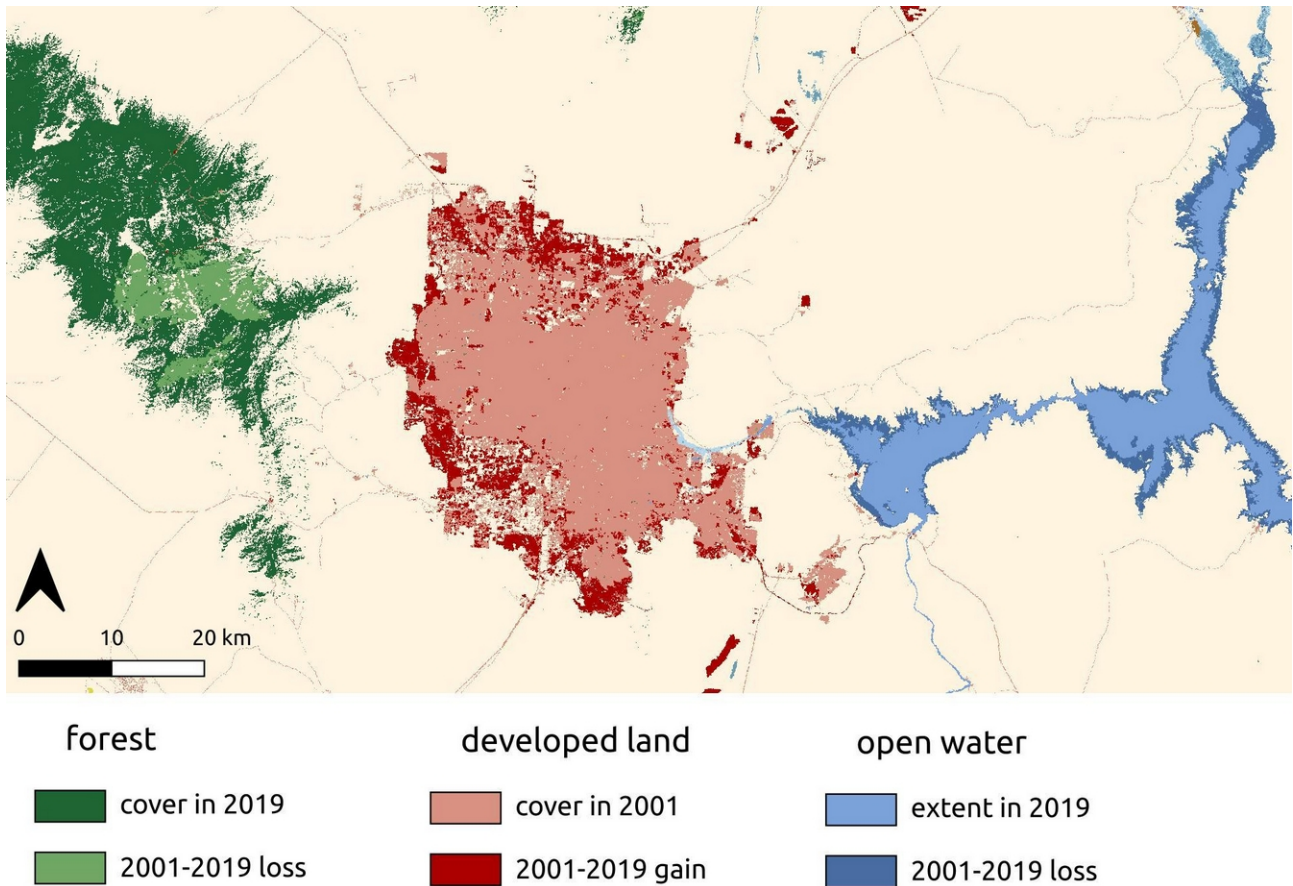 0 10 20 km
forest developed land open water
cover in 2019 cover in 2001 extent in 2019
2001-2019 loss 2001-2019 gain 2001-2019 loss